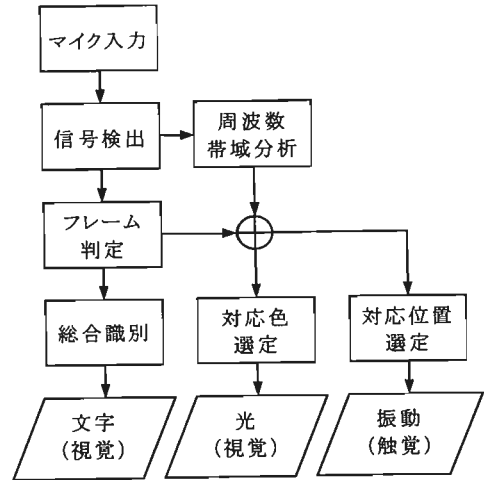 マイク入力
信号検出
周波数
帯域分析
フレーム
判定
総合識別
対応色
選定
対応位置
選定
文字
(視覚)
光
(視覚)
振動
(触覚)